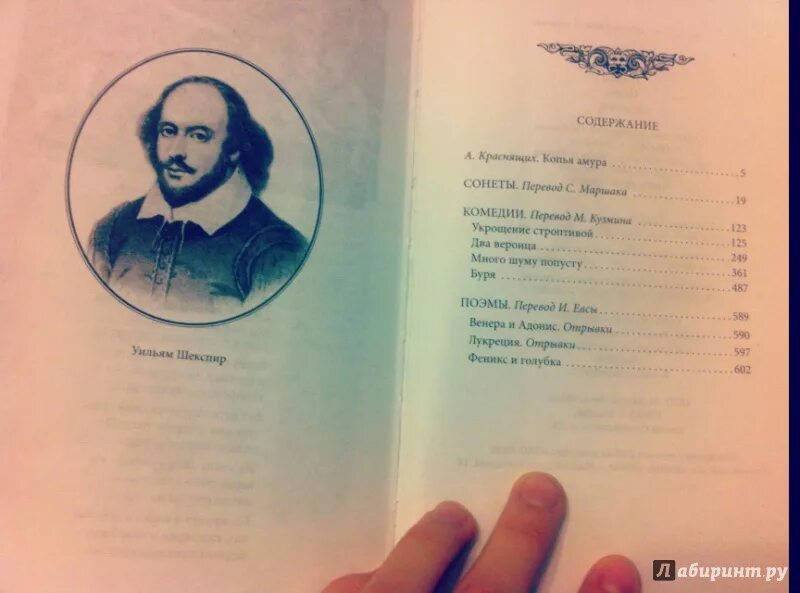 Уильям Шекспир
СОДЕРЖАНИЕ
А. Краснящих. Копья амура 5
СОНЕТЫ. Перевод С. Маршака 19
КОМЕДИИ. Перевод М. Кузмина 123
Укрощение строптивой 125
Два веронца 249
Много шуму попусту 361
Буря 487
ПОЭМЫ. Перевод И. Евсы 589
Венера и Адонис. Отрывки 590
Лукреция. Отрывки 597
Феникс и голубка 602
Лабиринт.ру